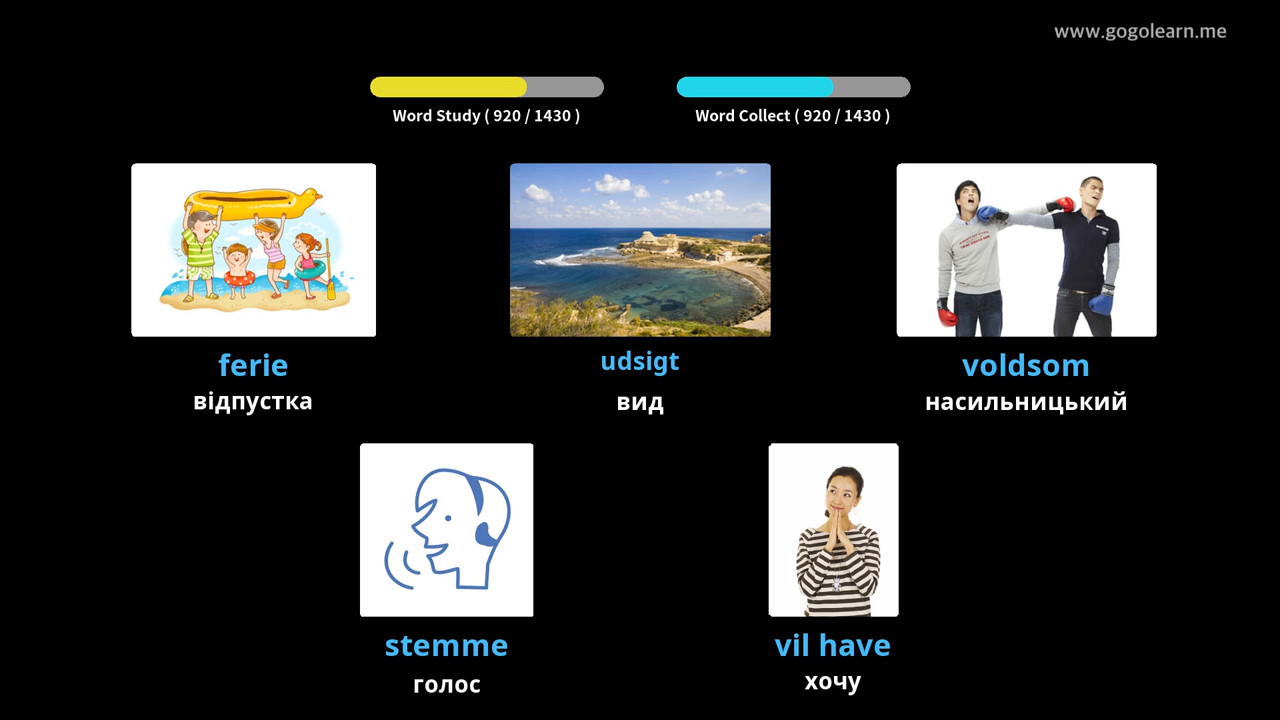 www.gogolearn.me
Word Study ( 920 / 1430 )
Word Collect ( 920 / 1430 )
ferie
відпустка
udsigt
вид
voldsom
насильницький
stemme
голос
vil have
хочу